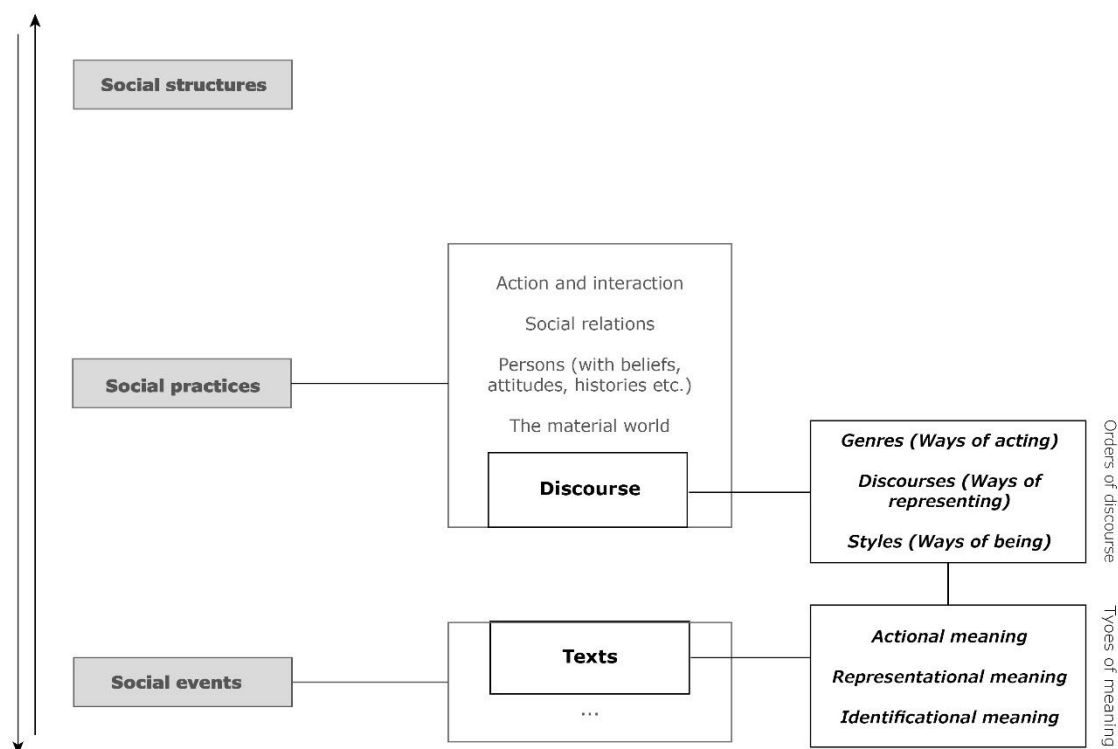 Social structures
Action and interaction
Social relations
Persons (with beliefs,
attitudes, histories etc.)
The material world
Social practices
Discourse
Genres (Ways of acting)
Discourses (Ways of
representing)
Styles (Ways of being)
Orders of discourse
Social events
Texts
...
Actional meaning
Representational meaning
Identificational meaning
Tyoes of meaning